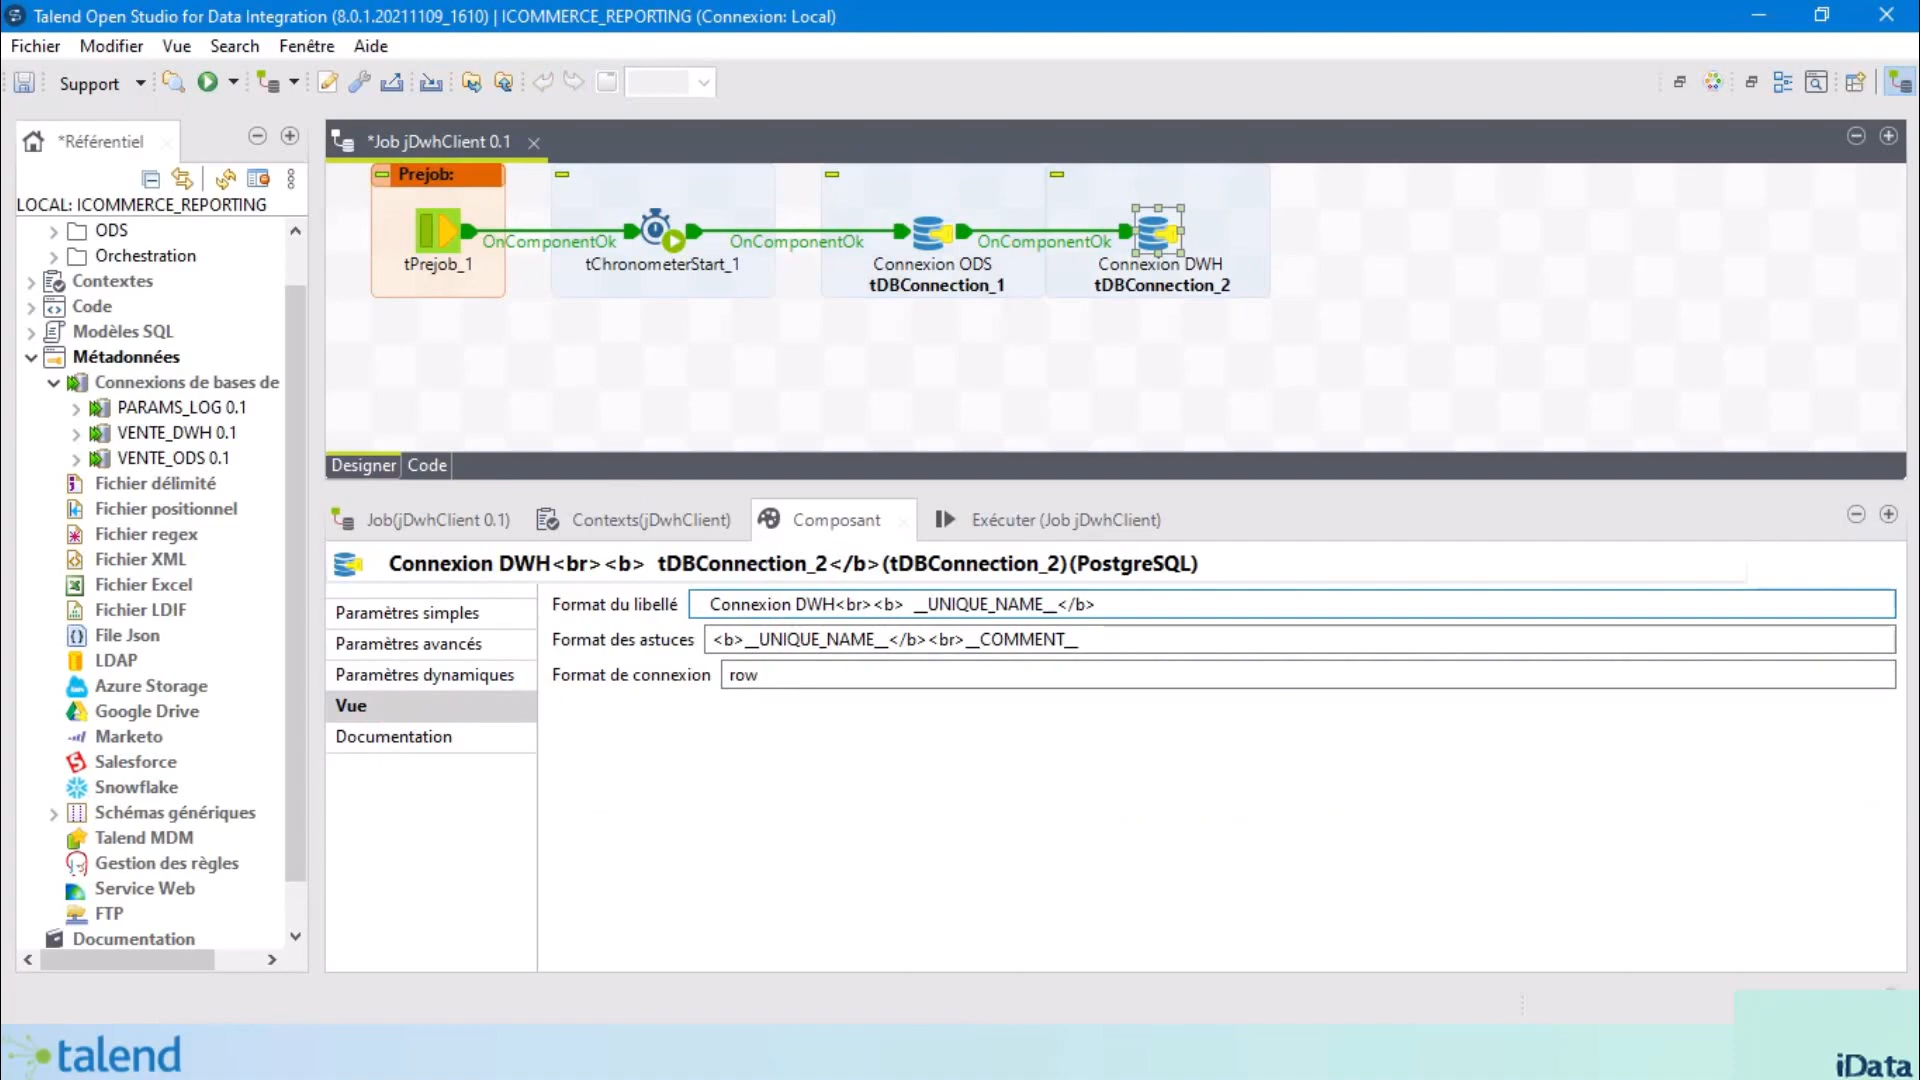 Talend Open Studio for Data Integration (8.0.1.20211109_1610) | ICOMMERCE_REPORTING (Connexion: Local)
Fichier Modifier Vue Search Fenêtre Aide
Support
*Référentiel
LOCAL: ICOMMERCE_REPORTING
ODS
Orchestration
Contextes
Code
Modèles SQL
Métadonnées
Connexions de bases de
PARAMS_LOG 0.1
VENTE_DWH 0.1
VENTE_ODS 0.1
Fichier délimité
Fichier positionnel
Fichier regex
Fichier XML
Fichier Excel
Fichier LDIF
File Json
LDAP
Azure Storage
Google Drive
Marketo
Salesforce
Snowflake
Schémas génériques
Talend MDM
Gestion des règles
Service Web
FTP
Documentation
*Job jDwhClient 0.1
Prejob:
OnComponentOk OnComponentOk OnComponentOk
tPrejob_1 tChronometerStart_1 Connexion ODS Connexion DWH
tDBConnection_1 tDBConnection_2
Designer Code
Job(jDwhClient 0.1) Contexts(jDwhClient) Composant Exécuter (Job jDwhClient)
Connexion DWH<br><b> tDBConnection_2</b>(tDBConnection_2)(PostgreSQL)
Paramètres simples
Paramètres avancés
Paramètres dynamiques
Vue
Documentation
Format du libellé Connexion DWH<br><b> __UNIQUE_NAME__</b>
Format des astuces <b>__UNIQUE_NAME__</b><br>__COMMENT__
Format de connexion row
talend
iData